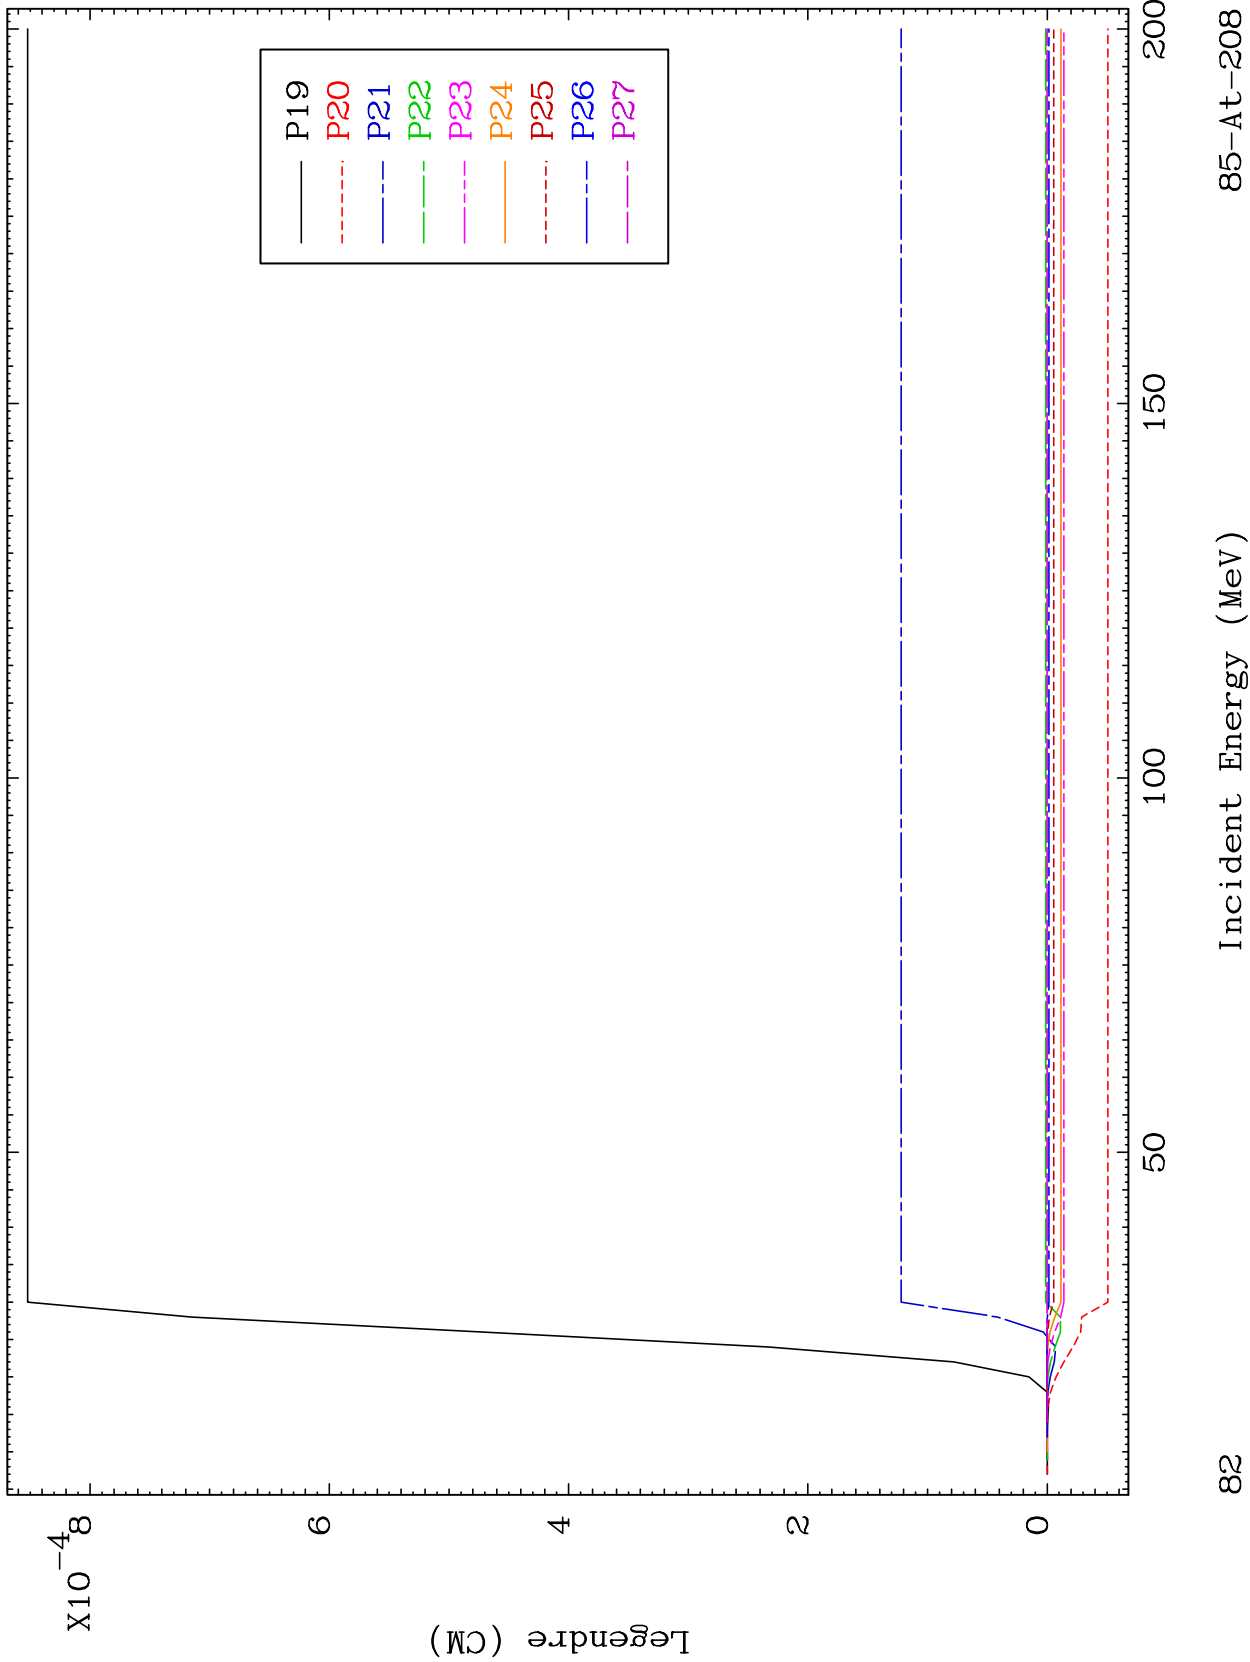 X10-4
8
6
4
2
0
Legendre (CM)
P19
P20
P21
P22
P23
P24
P25
P26
P27
50
100
150
200
82
Incident Energy (MeV)
85-At-208